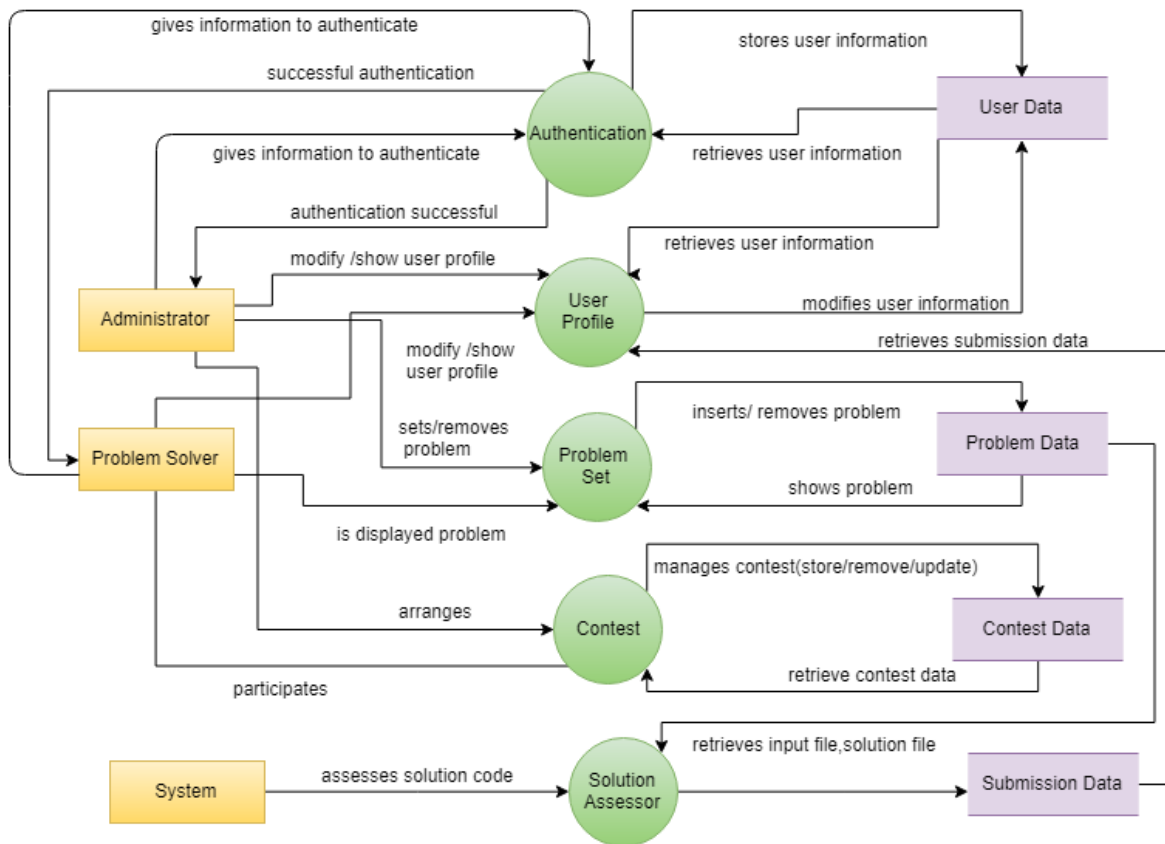 gives information to authenticate
stores user information
successful authentication
User Data
Authentication
gives information to authenticate
retrieves user information
authentication successful
retrieves user information
modify /show user profile
Administrator
User
Profile
modifies user information
modify /show
user profile
retrieves submission data
sets/removes
problem
inserts/ removes problem
Problem Solver
Problem
Set
Problem Data
shows problem
is displayed problem
manages contest(store/remove/update)
arranges
Contest
Contest Data
retrieve contest data
participates
retrieves input file,solution file
assesses solution code
System
Solution
Assessor
Submission Data